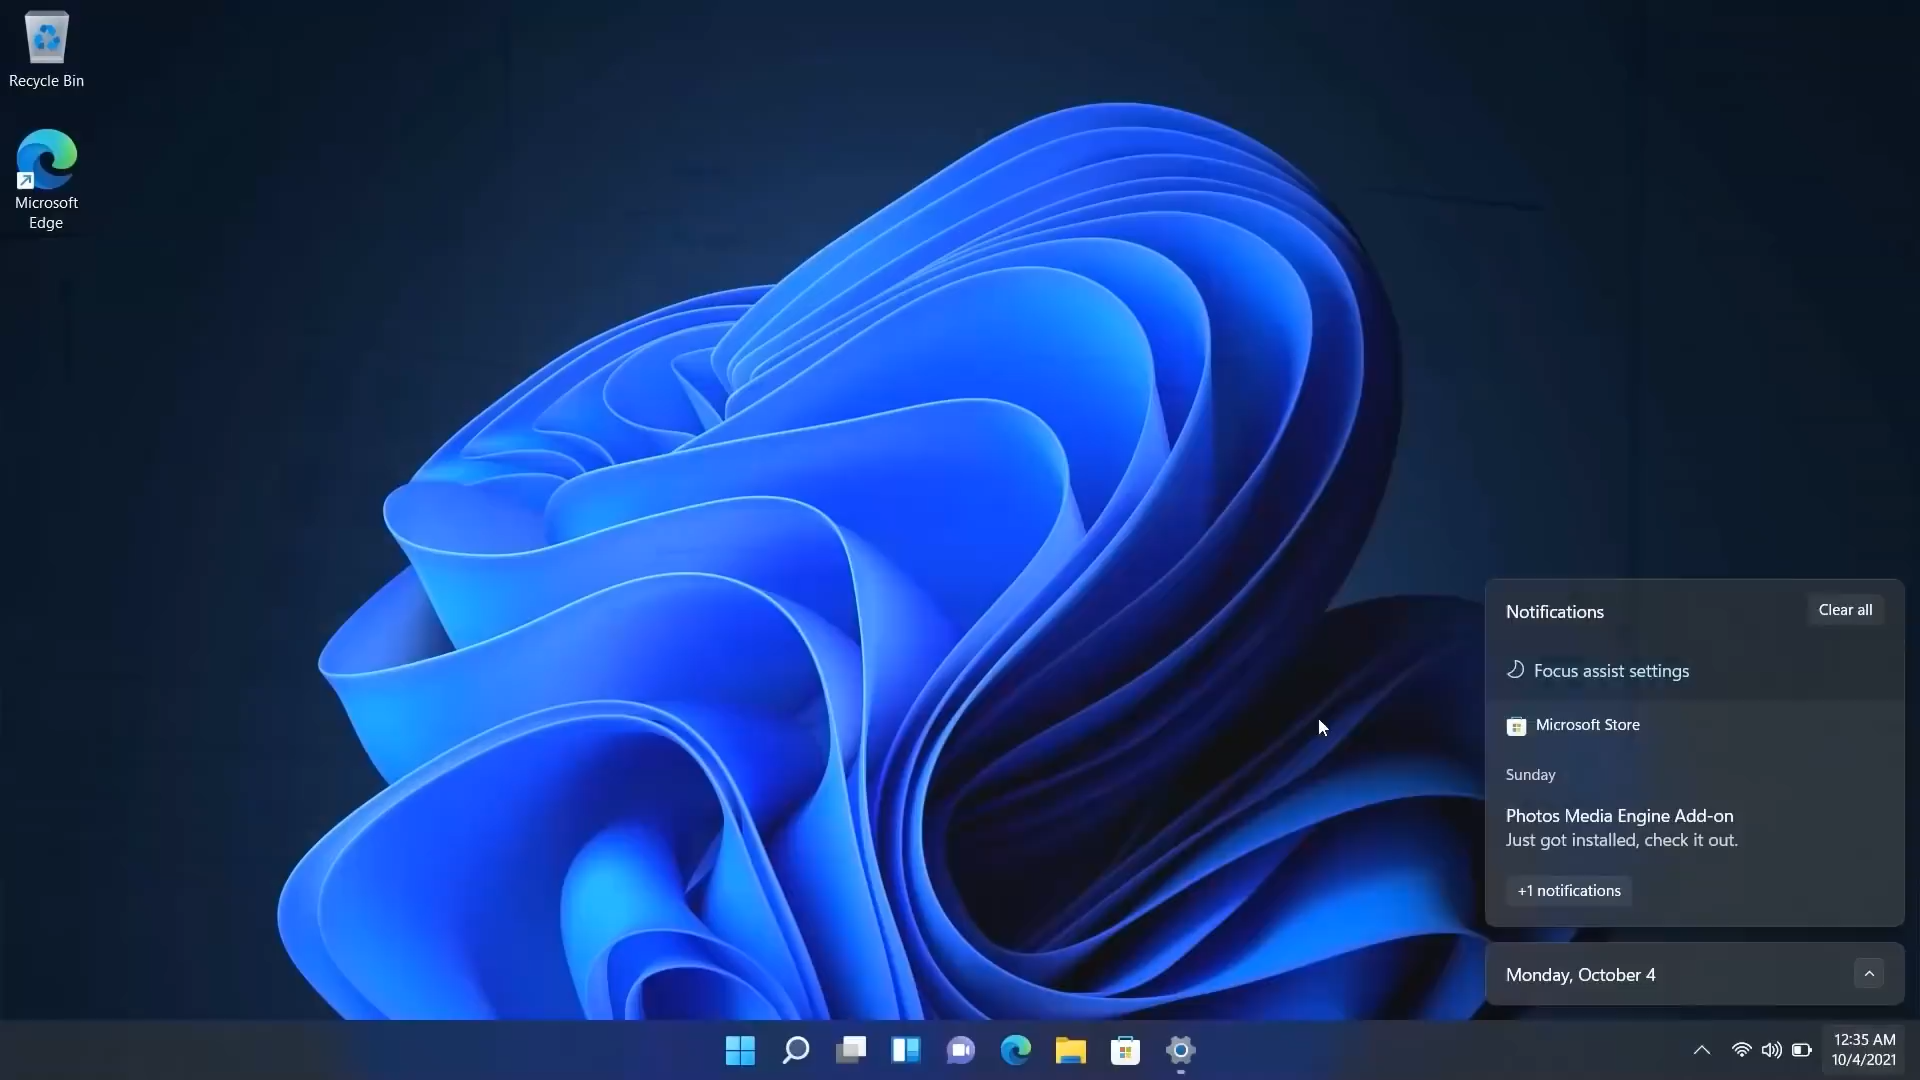 Recycle Bin
Microsoft
Edge
Notifications
Clear all
Focus assist settings
Microsoft Store
Sunday
Photos Media Engine Add-on
Just got installed, check it out.
+1 notifications
Monday, October 4
12:35 AM
10/4/2021